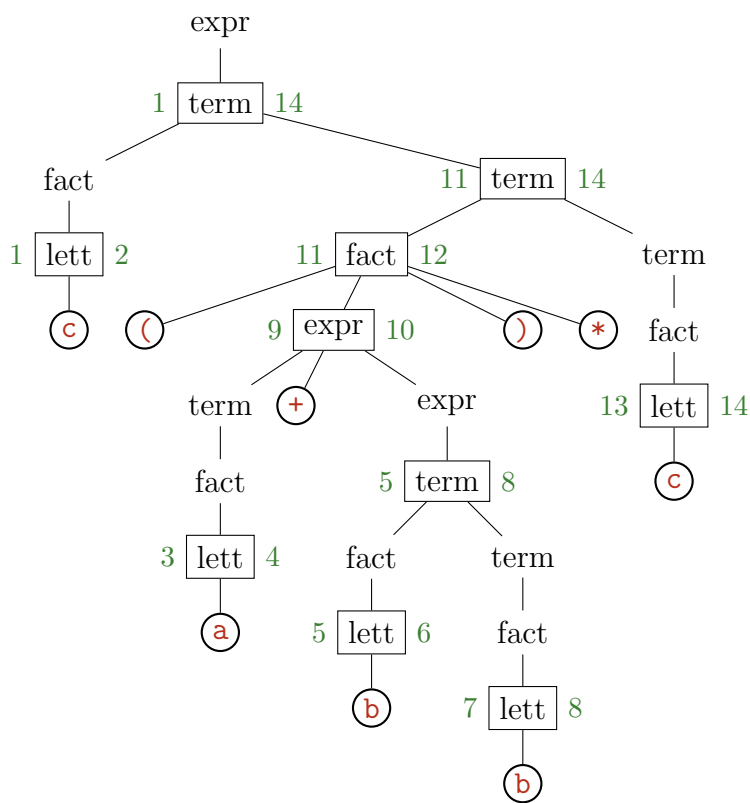 expr
1 term 14
fact
11 term 14
1 lett 2
11 fact 12
term
c
(
9 expr 10
)
*
fact
term
+
expr
13 lett 14
fact
5 term 8
c
3 lett 4
fact
term
a
5 lett 6
fact
b
7 lett 8
b